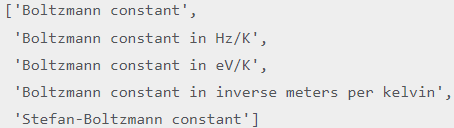 ['Boltzmann constant',
'Boltzmann constant in Hz/K',
'Boltzmann constant in eV/K',
'Boltzmann constant in inverse meters per kelvin',
'Stefan-Boltzmann constant']